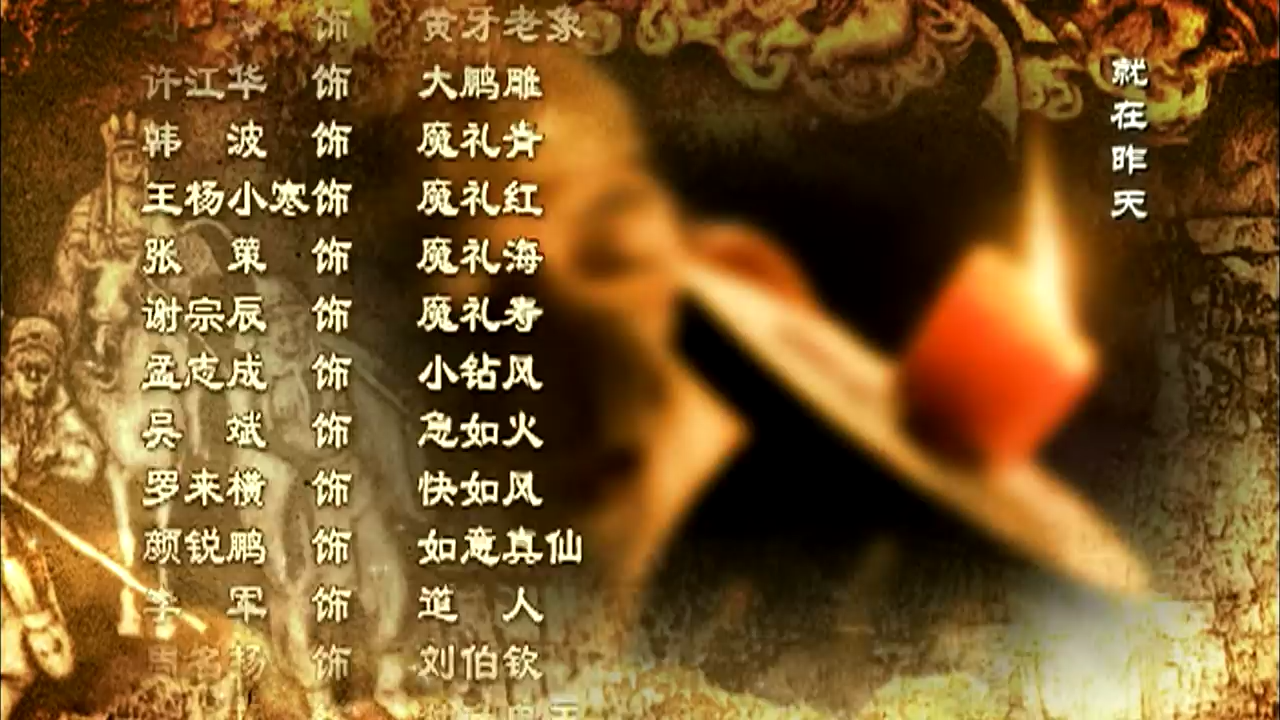 饰 黄牙老象
许江华 饰 大鹏雕
韩波 饰 魔礼青
王杨小寒饰 魔礼红
张策 饰 魔礼海
谢宗辰 饰 魔礼寿
孟志成 饰 小钻风
吴斌 饰 急如火
罗来横 饰 快如风
颜锐鹏 饰 如意真仙
李军 饰 道人
饰 刘伯钦
就在昨天